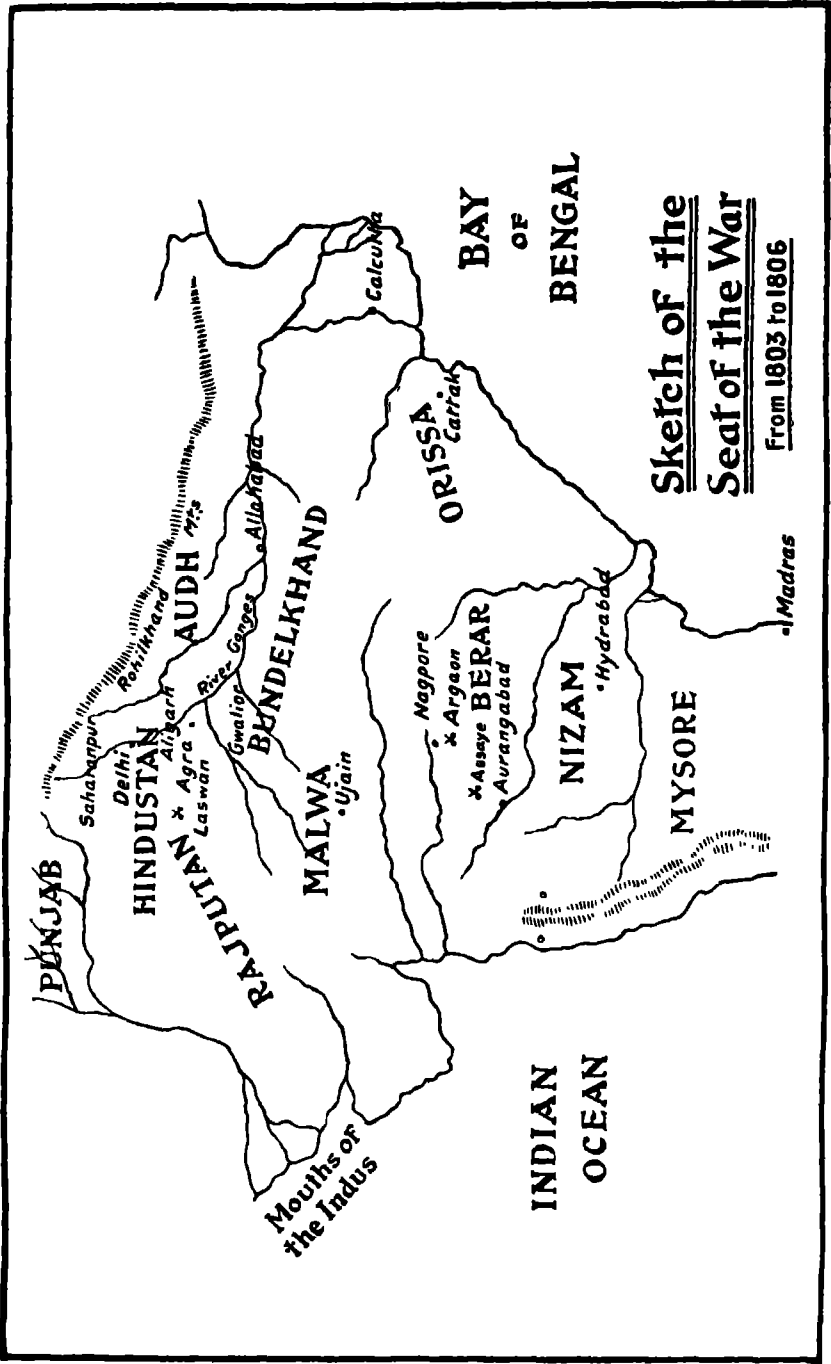 PUNJAB
Saharanpur
Delhi
HINDUSTAN
Rohilkhand
AUDH
Mts
Aligarh
Agra
Laswari
RAJPUTAN
River Ganges
Gwalior
Allahabad
BUNDELKHAND
MALWA
Ujain
Calcutta
Mouths of
the Indus
ORISSA
Cattak
Nagpore
Argaon
Assaye
BERAR
Aurangabad
NIZAM
Hydrabad
MYSORE
Madras
BAY
OF
BENGAL
INDIAN
OCEAN
Sketch of the
Seat of the War
From 1803 to 1806